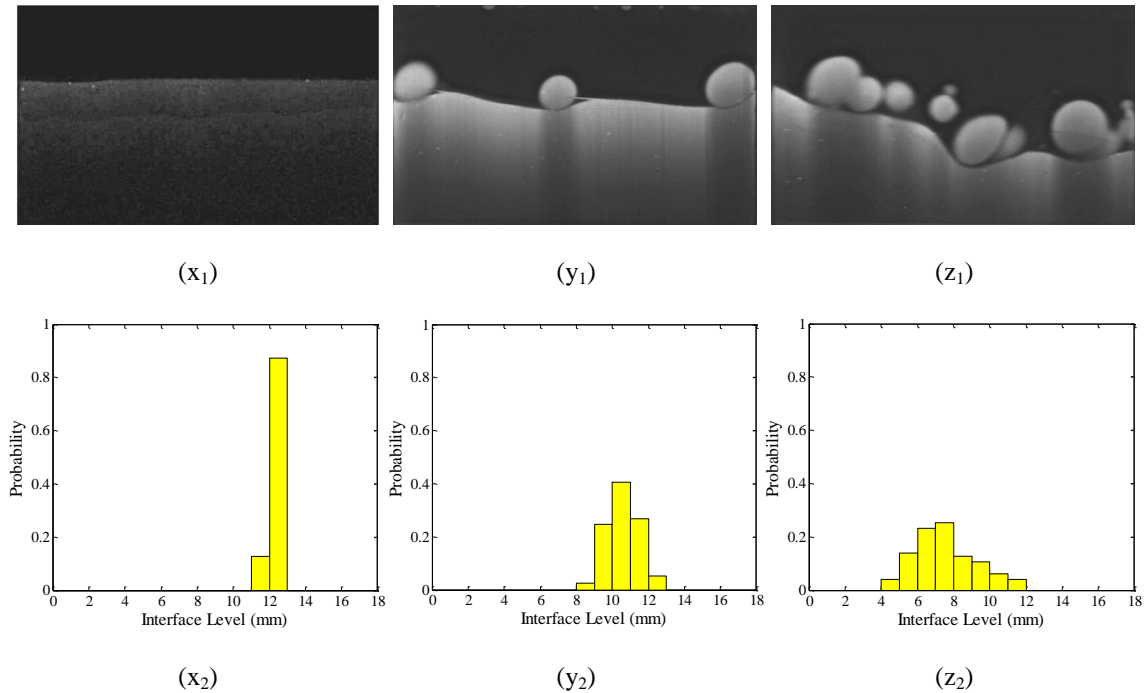 (x₁) (y₁) (z₁)
1 1 1
0.8 0.8 0.8
0.6 0.6 0.6
0.4 0.4 0.4
0.2 0.2 0.2
0 0 0
Probability Probability Probability
0 2 4 6 8 10 12 14 16 18 0 2 4 6 8 10 12 14 16 18 0 2 4 6 8 10 12 14 16 18
Interface Level (mm) Interface Level (mm) Interface Level (mm)
(x₂) (y₂) (z₂)